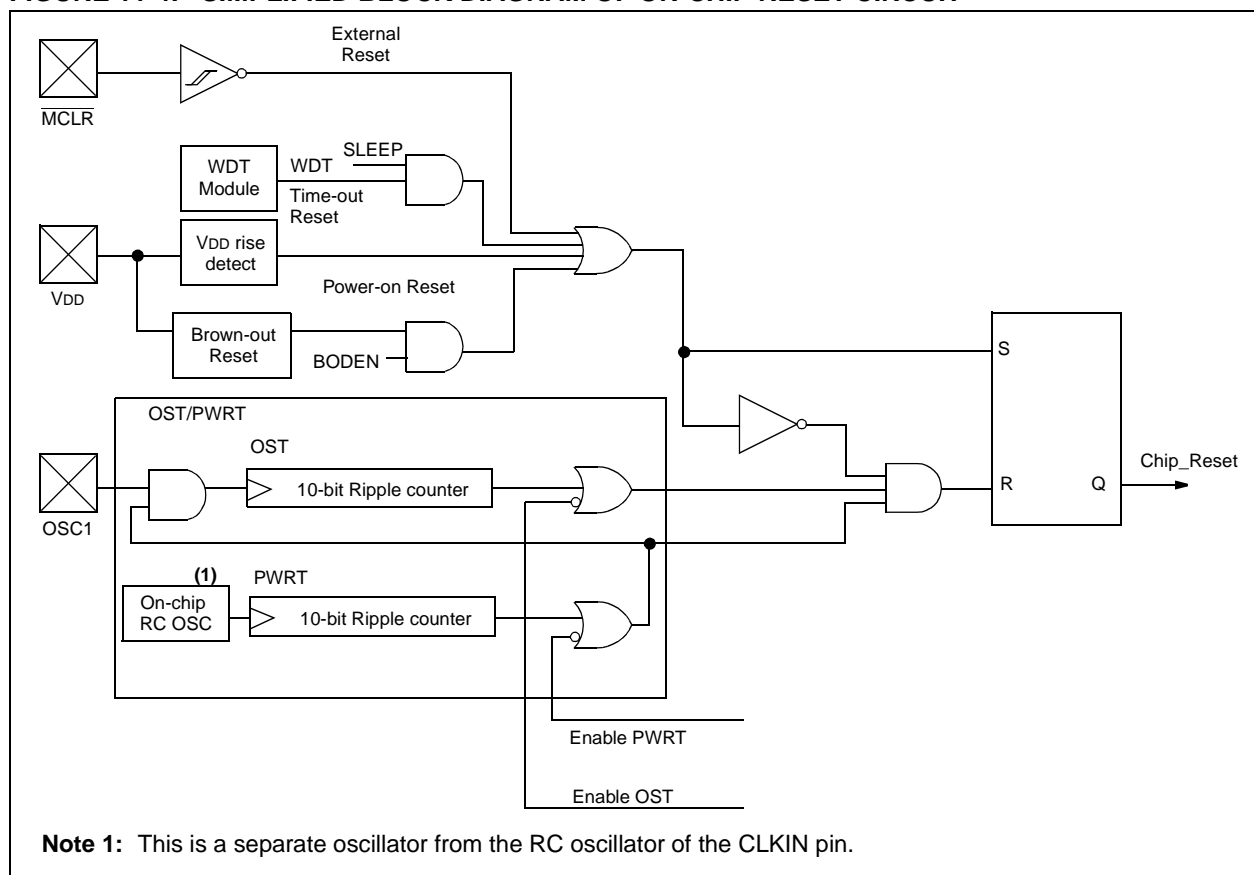 External
Reset
MCLR
SLEEP
WDT
Module
WDT
Time-out
Reset
VDD rise
detect
VDD
Power-on Reset
Brown-out
Reset
BODEN
S
OST/PWRT
OST
10-bit Ripple counter
OSC1
Chip_Reset
R
Q
(1)
PWRT
On-chip
RC OSC
10-bit Ripple counter
Enable PWRT
Enable OST
Note 1: This is a separate oscillator from the RC oscillator of the CLKIN pin.